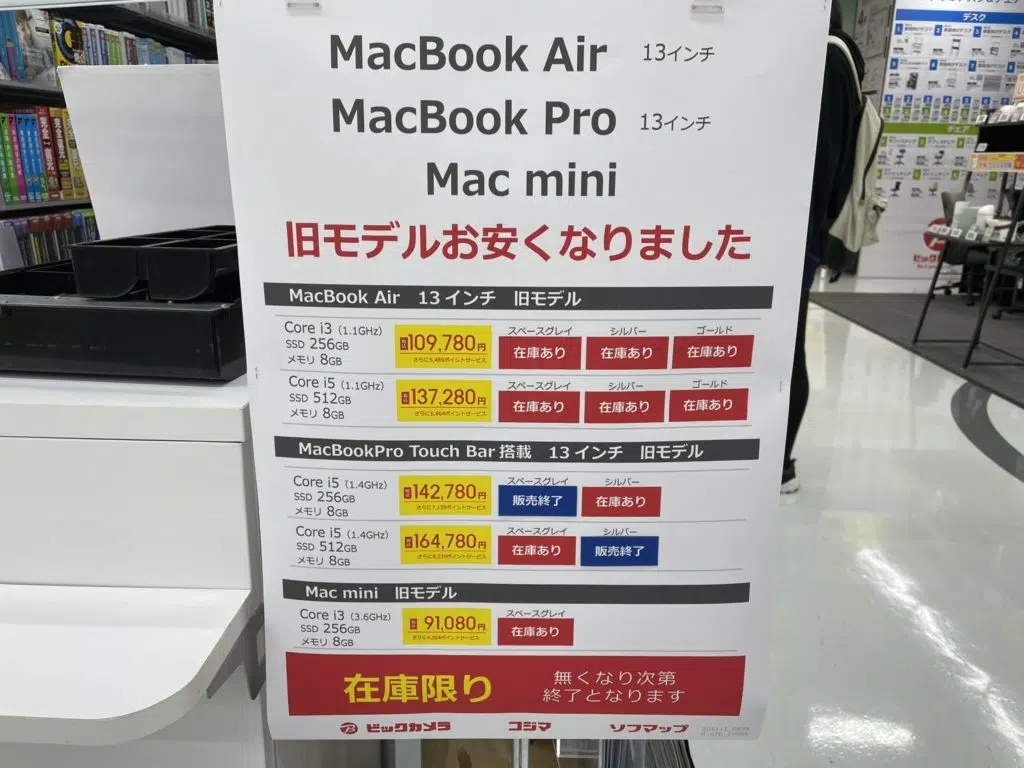 MacBook Air 13インチ
MacBook Pro 13インチ
Mac mini
旧モデルお安くなりました
MacBook Air 13インチ 旧モデル
Core i3 (1.1GHz)
SSD 256GB
メモリ 8GB
109,780円
スペースグレイ シルバー ゴールド
在庫あり 在庫あり 在庫あり
Core i5 (1.1GHz)
SSD 512GB
メモリ 8GB
137,280円
スペースグレイ シルバー ゴールド
在庫あり 在庫あり 在庫あり
MacBookPro Touch Bar搭載 13インチ 旧モデル
Core i5 (1.4GHz)
SSD 256GB
メモリ 8GB
142,780円
スペースグレイ シルバー
販売終了 在庫あり
Core i5 (1.4GHz)
SSD 512GB
メモリ 8GB
164,780円
スペースグレイ シルバー
在庫あり 販売終了
Mac mini 旧モデル
Core i3 (3.6GHz)
SSD 256GB
メモリ 8GB
91,080円
スペースグレイ
在庫あり
在庫限り
無くなり次第
終了となります
ビックカメラ コジマ ソフマップ
デスク
チェア